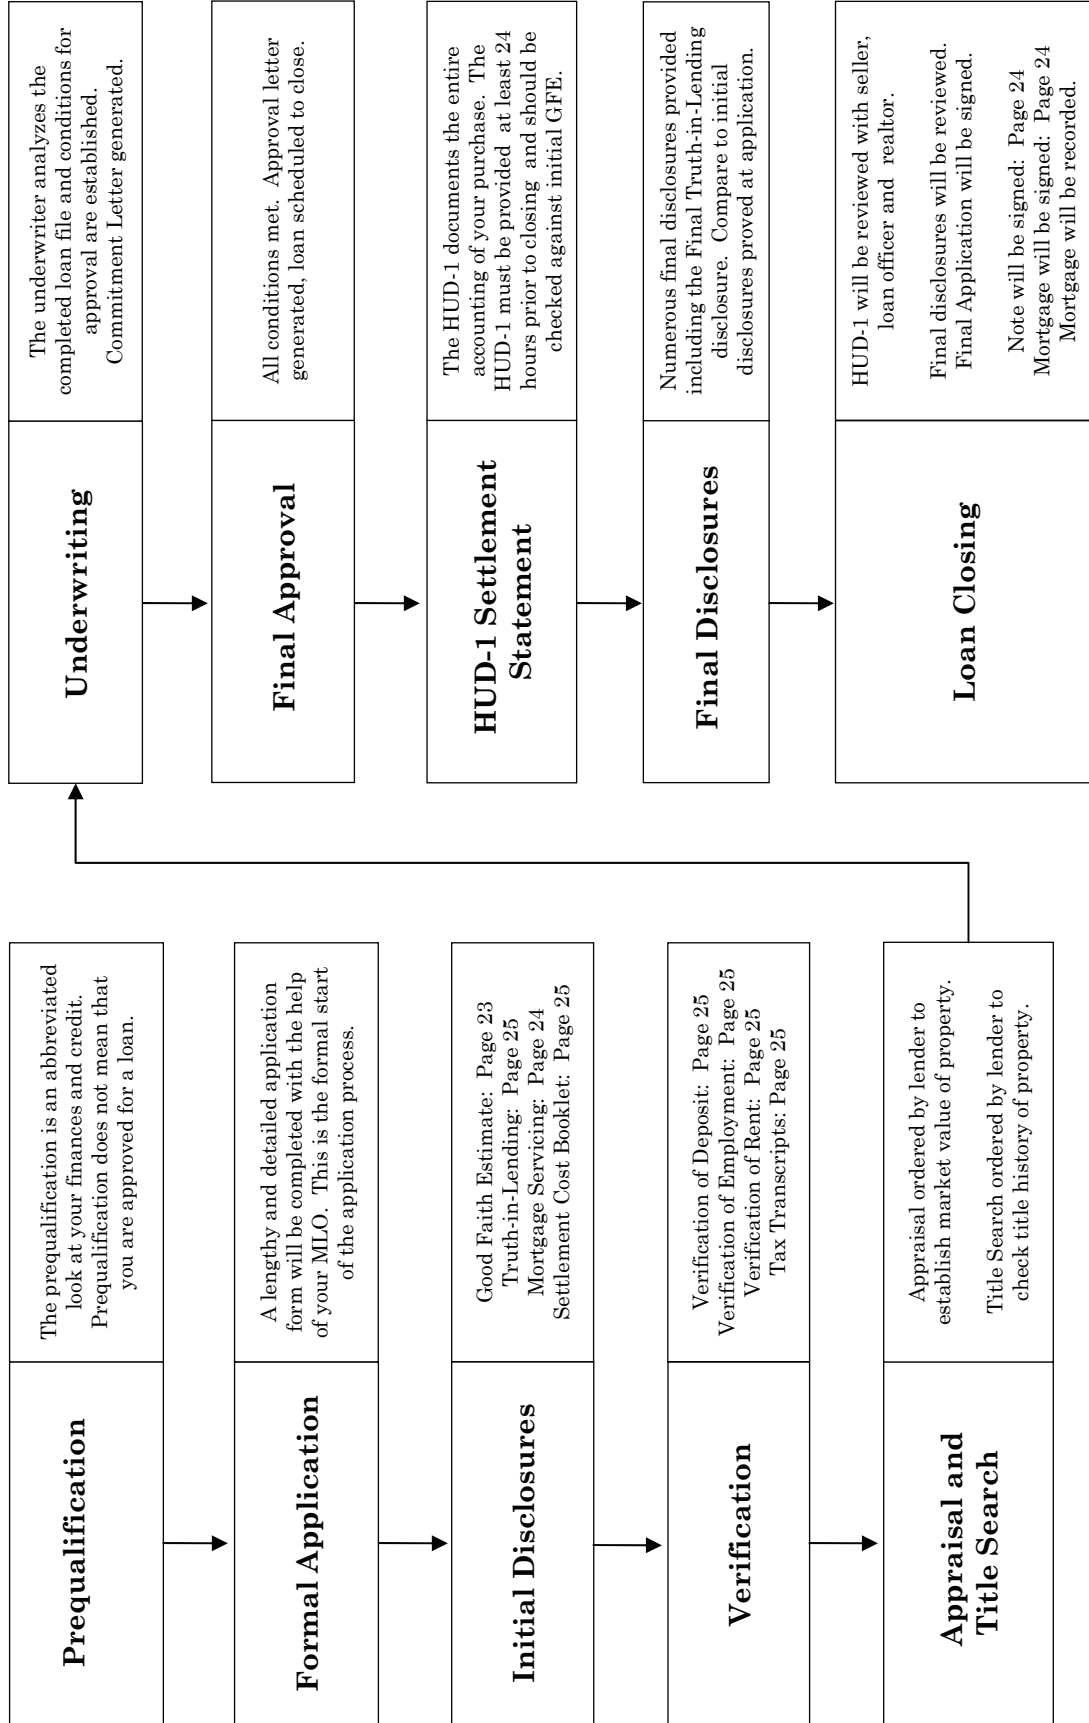 Prequalification
The prequalification is an abbreviated
look at your finances and credit.
Prequalification does not mean that
you are approved for a loan.
Formal Application
A lengthy and detailed application
form will be completed with the help
of your MLO.  This is the formal start
of the application process.
Initial Disclosures
Good Faith Estimate:  Page 23
Truth-in-Lending:  Page 25
Mortgage Servicing:  Page 24
Settlement Cost Booklet:  Page 25
Verification
Verification of Deposit:  Page 25
Verification of Employment:  Page 25
Verification of Rent:  Page 25
Tax Transcripts: Page 25
Appraisal and
Title Search
Appraisal ordered by lender to
establish market value of property.
Title Search ordered by lender to
check title history of property.
Underwriting
The underwriter analyzes the
completed loan file and conditions for
approval are established.
Commitment Letter generated.
Final Approval
All conditions met.  Approval letter
generated, loan scheduled to close.
HUD-1 Settlement
Statement
The HUD-1 documents the entire
accounting of your purchase.  The
HUD-1 must be provided  at least 24
hours prior to closing  and should be
checked against initial GFE.
Final Disclosures
Numerous final disclosures provided
including the Final Truth-in-Lending
disclosure.  Compare to initial
disclosures proved at application.
Loan Closing
HUD-1 will be reviewed with seller,
loan officer and  realtor.
Final disclosures will be reviewed.
Final Application will be signed.
Note will be signed:  Page 24
Mortgage will be signed:  Page 24
Mortgage will be recorded.